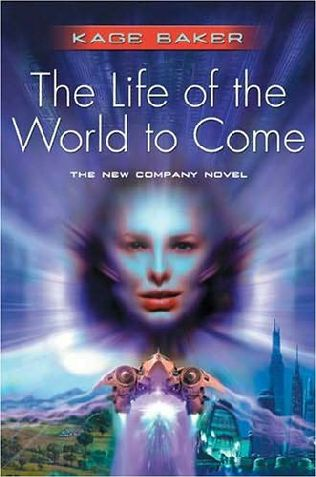 KAGE BAKER
The Life of the
World to Come
THE NEW COMPANY NOVEL